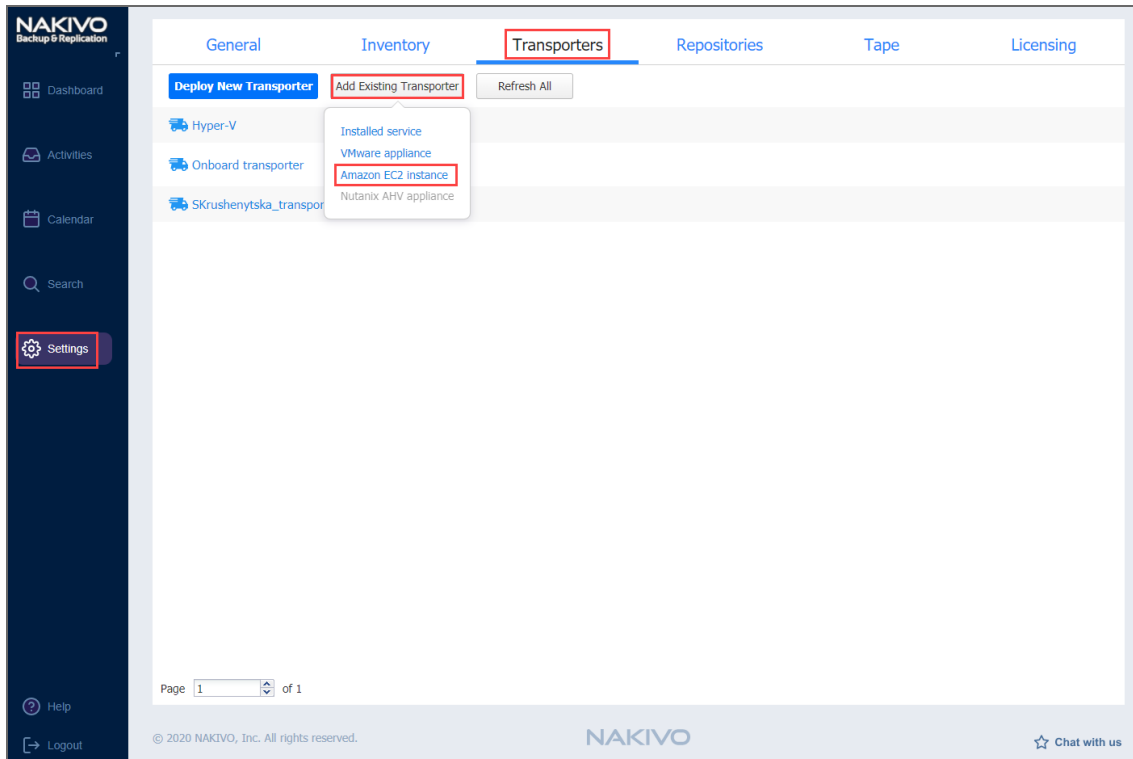 NAKIVO
Backup & Replication
Dashboard
Activities
Calendar
Search
Settings
Help
Logout
General Inventory Transporters Repositories Tape Licensing
Deploy New Transporter Add Existing Transporter Refresh All
Hyper-V
Onboard transporter
SKrushenytska_transpor
Installed service
VMware appliance
Amazon EC2 instance
Nutanix AHV appliance
Page 1 of 1
© 2020 NAKIVO, Inc. All rights reserved. NAKIVO Chat with us